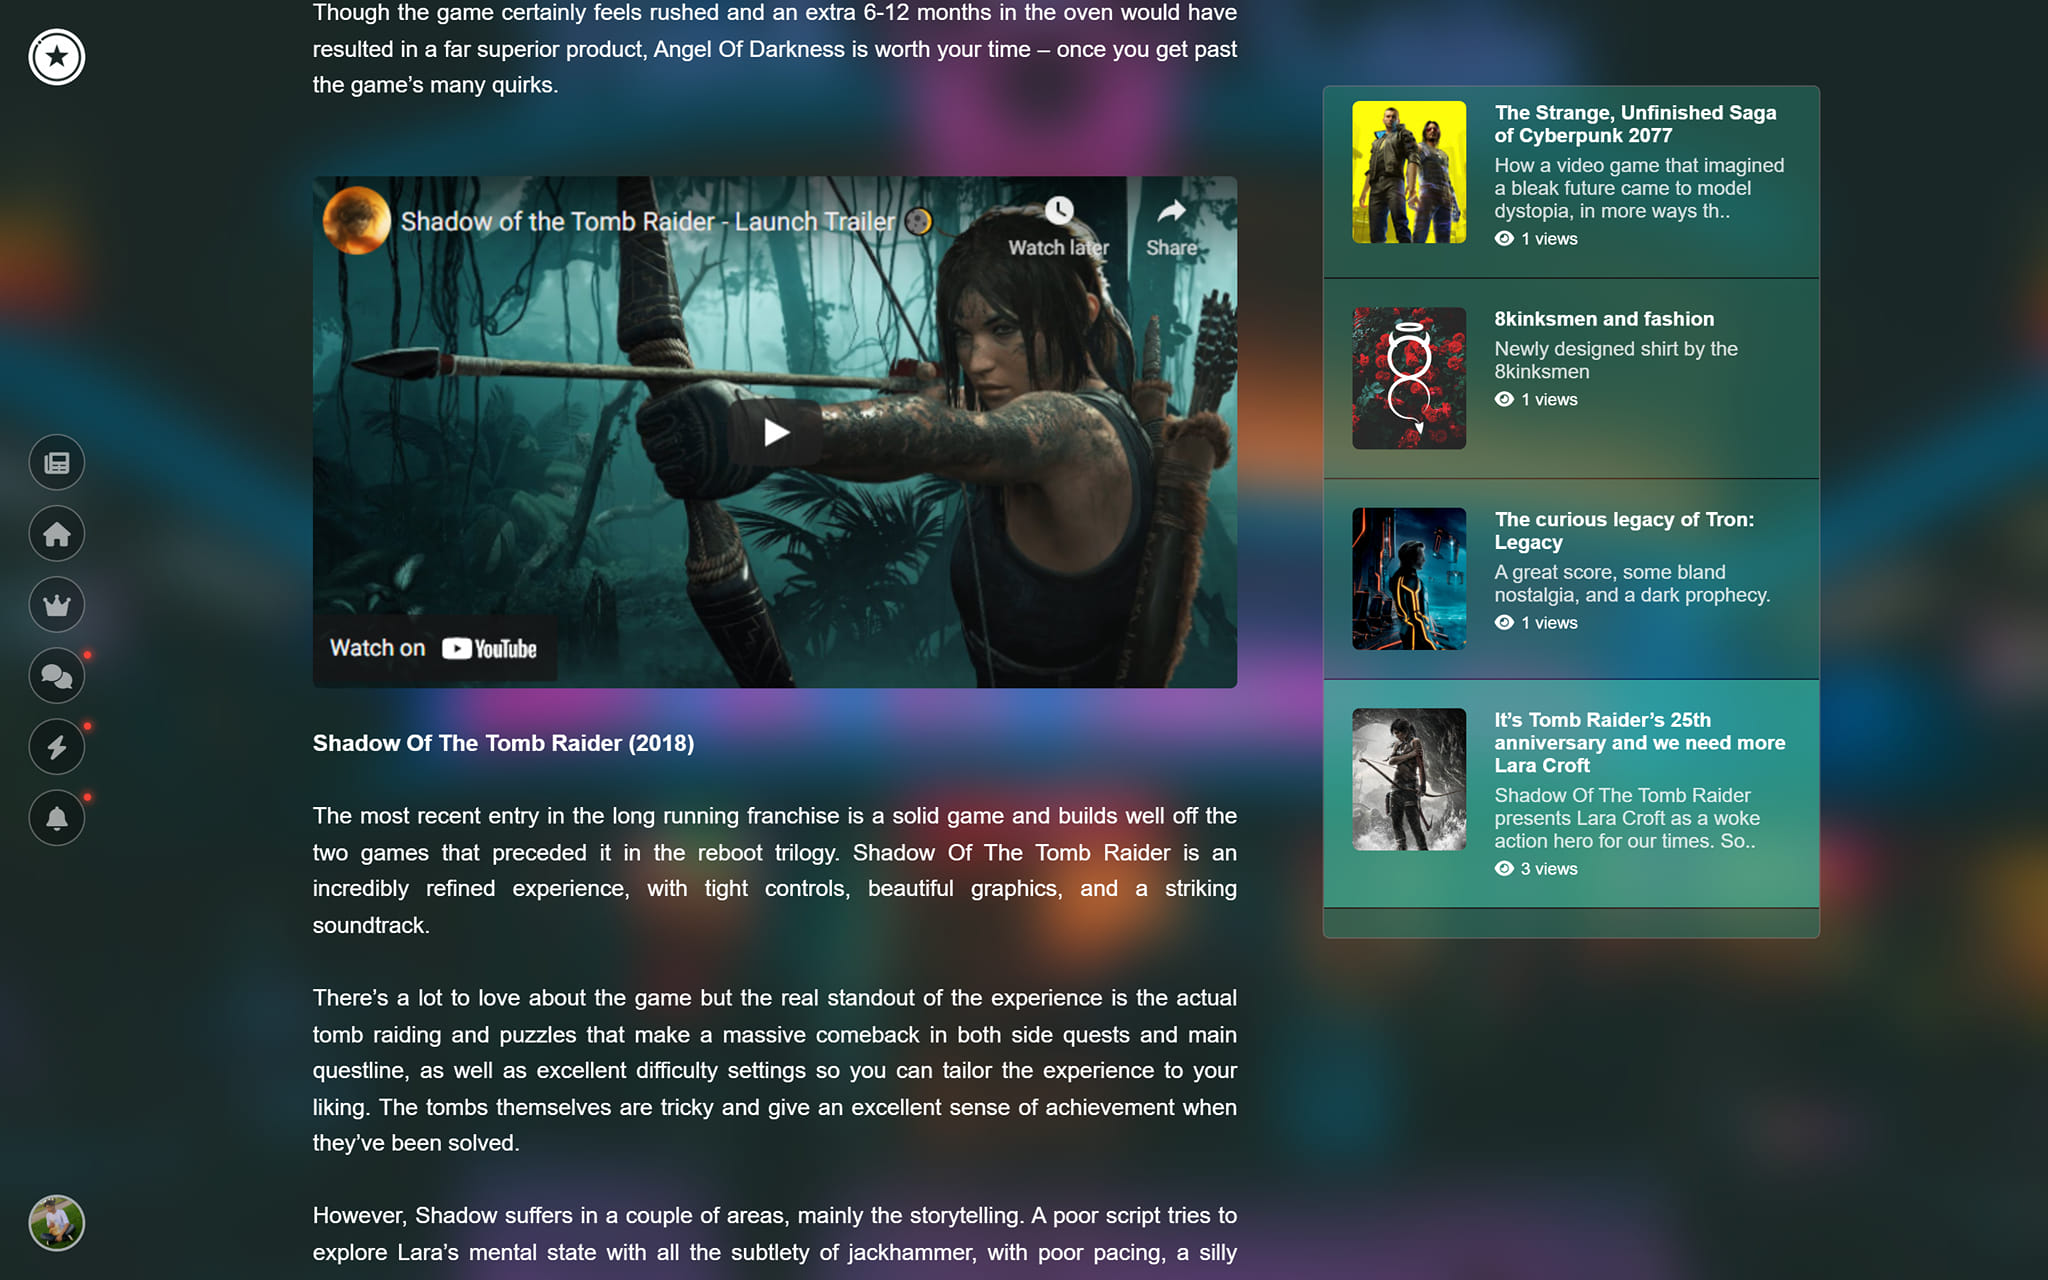 Though the game certainly feels rushed and an extra 6-12 months in the oven would have
resulted in a far superior product, Angel Of Darkness is worth your time – once you get past
the game’s many quirks.
Shadow of the Tomb Raider - Launch Trailer
Watch later
Share
Watch on YouTube
Shadow Of The Tomb Raider (2018)
The most recent entry in the long running franchise is a solid game and builds well off the
two games that preceded it in the reboot trilogy. Shadow Of The Tomb Raider is an
incredibly refined experience, with tight controls, beautiful graphics, and a striking
soundtrack.
There’s a lot to love about the game but the real standout of the experience is the actual
tomb raiding and puzzles that make a massive comeback in both side quests and main
questline, as well as excellent difficulty settings so you can tailor the experience to your
liking. The tombs themselves are tricky and give an excellent sense of achievement when
they’ve been solved.
However, Shadow suffers in a couple of areas, mainly the storytelling. A poor script tries to
explore Lara’s mental state with all the subtlety of jackhammer, with poor pacing, a silly
The Strange, Unfinished Saga
of Cyberpunk 2077
How a video game that imagined
a bleak future came to model
dystopia, in more ways th..
1 views
8kinksmen and fashion
Newly designed shirt by the
8kinksmen
1 views
The curious legacy of Tron:
Legacy
A great score, some bland
nostalgia, and a dark prophecy.
1 views
It’s Tomb Raider’s 25th
anniversary and we need more
Lara Croft
Shadow Of The Tomb Raider
presents Lara Croft as a woke
action hero for our times. So..
3 views